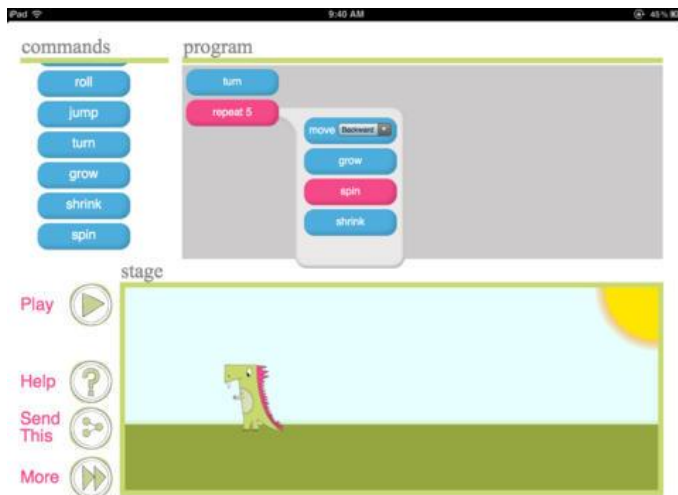 iPad 9:40 AM 48%
commands
roll
jump
turn
grow
shrink
spin
program
turn
repeat 5
move Backward
grow
spin
shrink
stage
Play
Help
Send
This
More